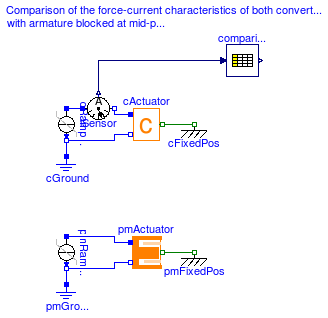 Comparison of the force-current characteristics of both convert...
with armature blocked at mid-p...
compari...
A
cActuator
C
cFixedPos
cGround
pmActuator
pmFixedPos
pmGro...